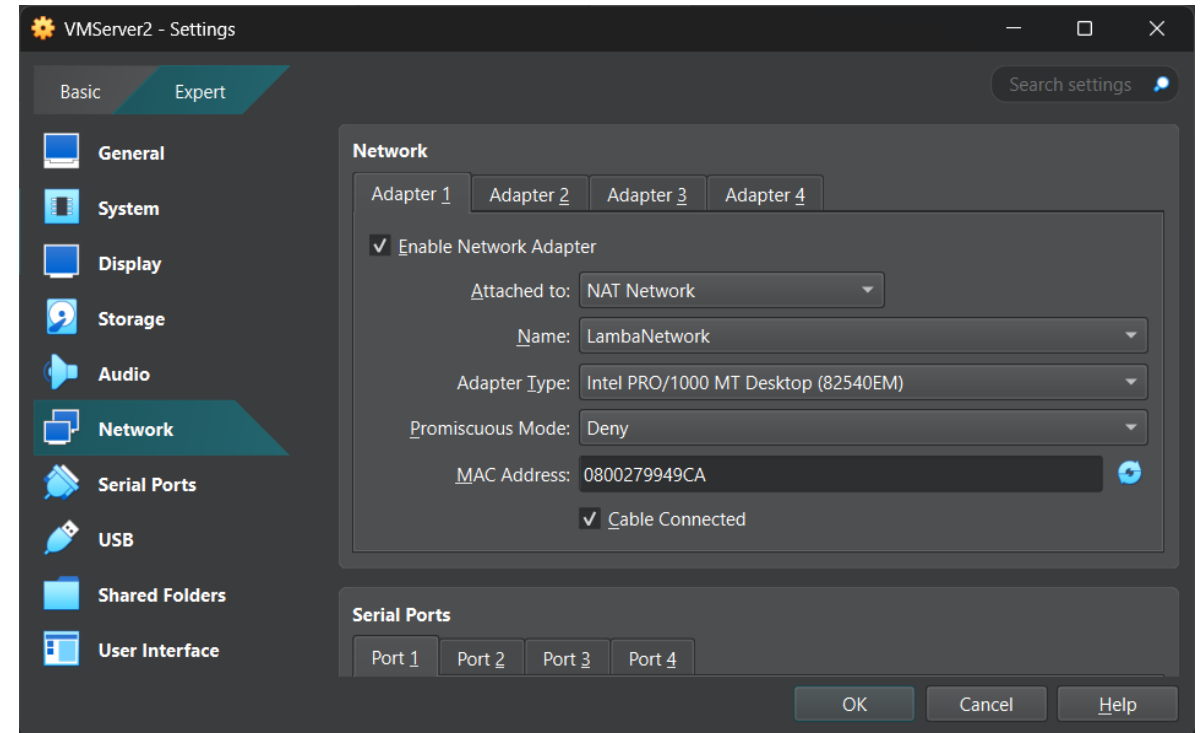 VMServer2 - Settings
Basic Expert
Search settings
General
System
Display
Storage
Audio
Network
Serial Ports
USB
Shared Folders
User Interface
Network
Adapter 1 Adapter 2 Adapter 3 Adapter 4
Enable Network Adapter
Attached to: NAT Network
Name: LambaNetwork
Adapter Type: Intel PRO/1000 MT Desktop (82540EM)
Promiscuous Mode: Deny
MAC Address: 0800279949CA
Cable Connected
Serial Ports
Port 1 Port 2 Port 3 Port 4
OK Cancel Help